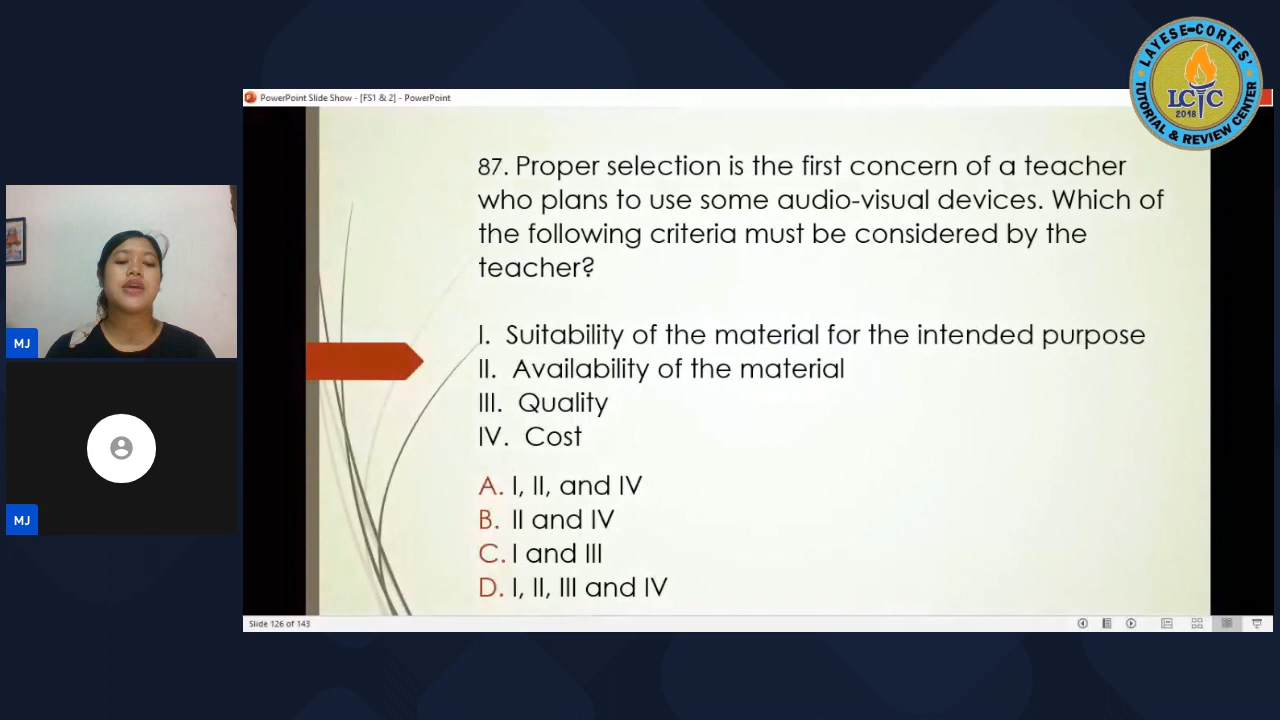 LAYESE-CORTES'
LCTC
2018
TUTORIAL & REVIEW CENTER
PowerPoint Slide Show - [FS1 & 2] - PowerPoint
87. Proper selection is the first concern of a teacher
who plans to use some audio-visual devices. Which of
the following criteria must be considered by the
teacher?
I. Suitability of the material for the intended purpose
II. Availability of the material
III. Quality
IV. Cost
A. I, II, and IV
B. II and IV
C. I and III
D. I, II, III and IV
MJ
MJ
Slide 126 of 143